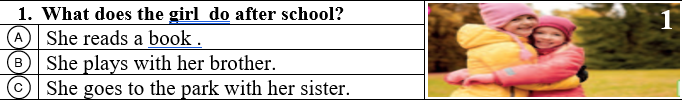 1. What does the girl do after school?
A She reads a book .
B She plays with her brother.
C She goes to the park with her sister.
1